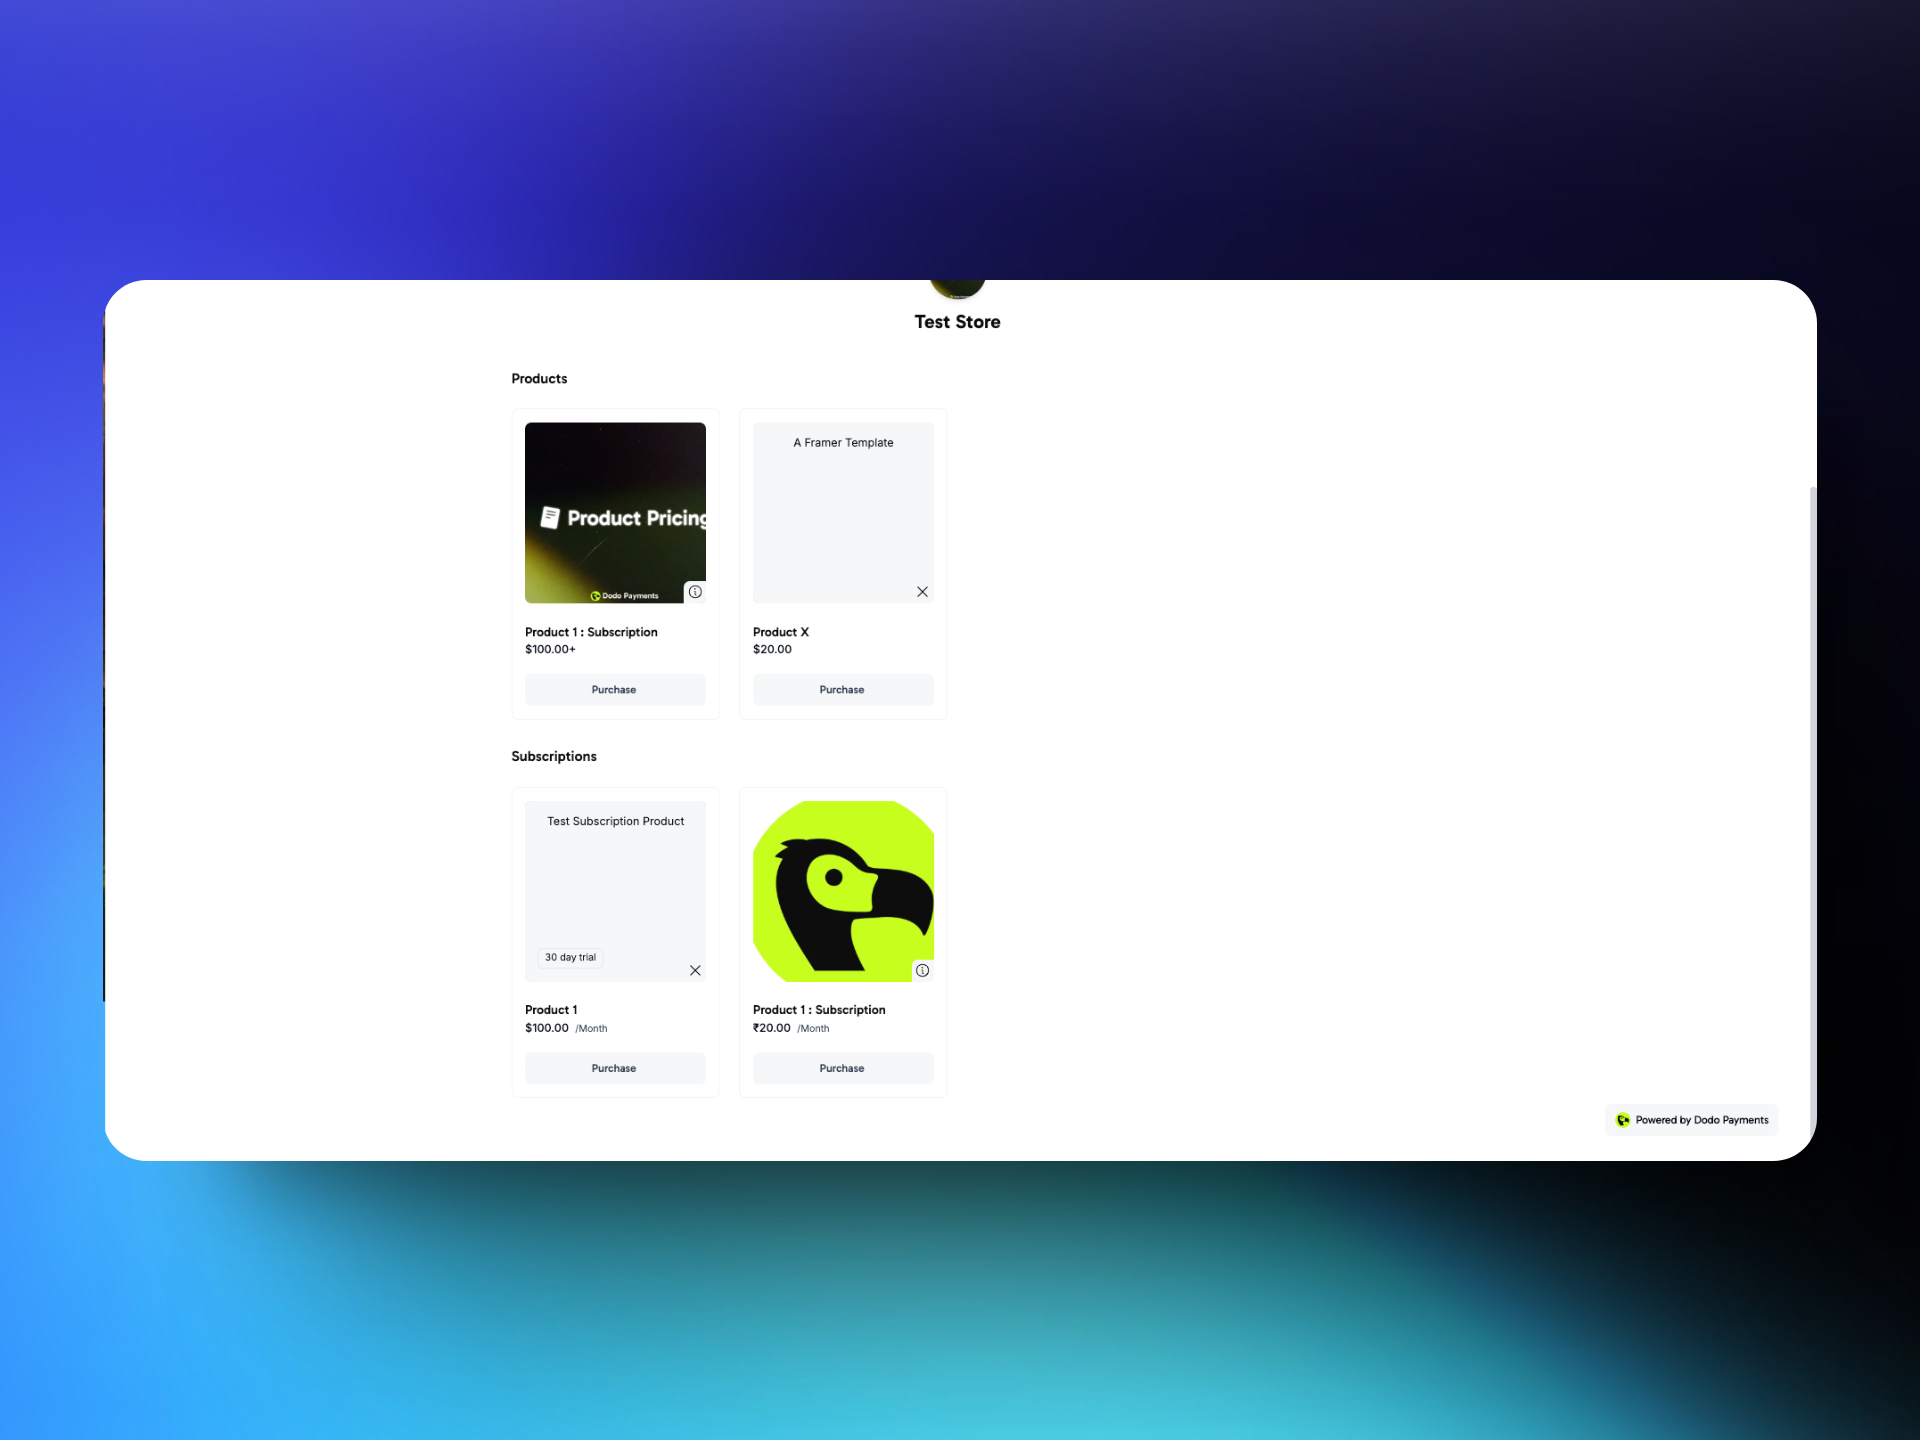 Test Store
Products
Product Pricing
Dodo Payments
Product 1 : Subscription
$100.00+
Purchase
A Framer Template
Product X
$20.00
Purchase
Subscriptions
Test Subscription Product
30 day trial
Product 1
$100.00 /Month
Purchase
Product 1 : Subscription
₹20.00 /Month
Purchase
Powered by Dodo Payments